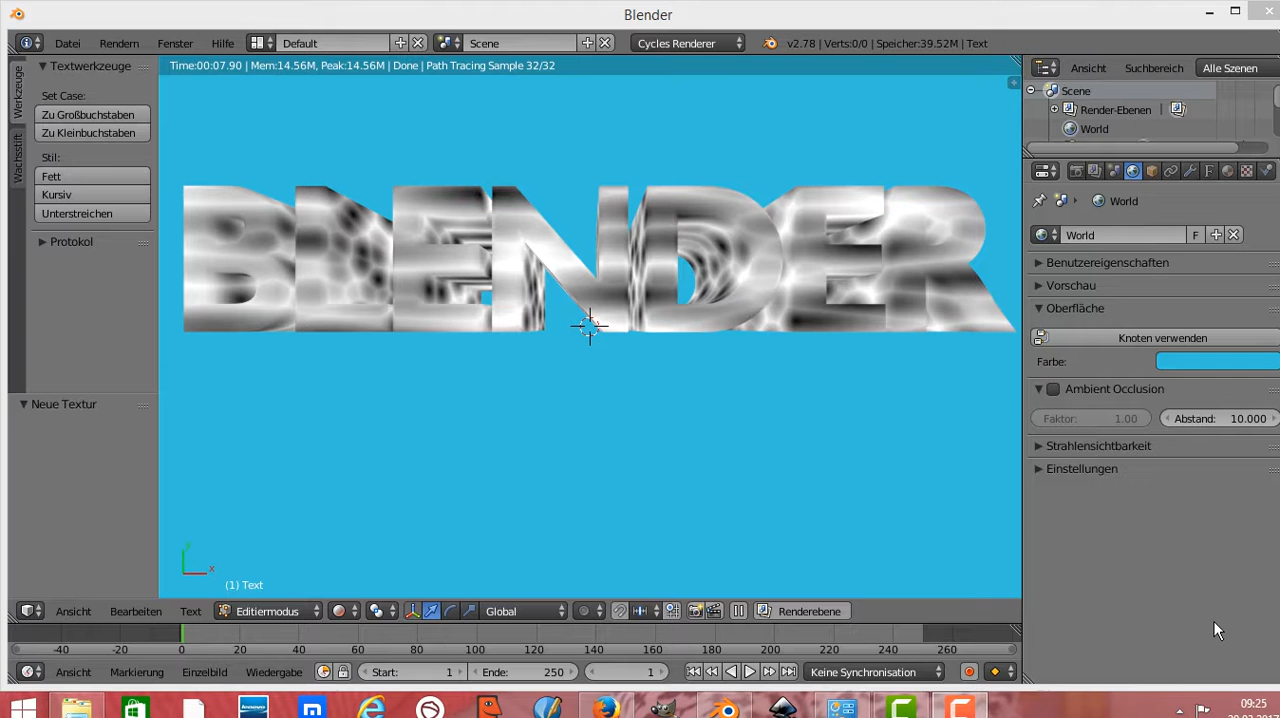 Blender
Datei Rendern Fenster Hilfe Default Scene Cycles Renderer v2.78 | Verts:0/0 | Speicher:39.52M | Text
Time:00:07.90 | Mem:14.56M, Peak:14.56M | Done | Path Tracing Sample 32/32
Ansicht Suchbereich Alle Szenen
Scene
Render-Ebenen
World
Werkzeuge
Wachsstift
Textwerkzeuge
Set Case:
Zu Großbuchstaben
Zu Kleinbuchstaben
Stil:
Fett
Kursiv
Unterstreichen
Protokol
Neue Textur
BLENDER
y
x
(1) Text
World
World F
Benutzereigenschaften
Vorschau
Oberfläche
Knoten verwenden
Farbe:
Ambient Occlusion
Faktor: 1.00 Abstand: 10.000
Strahlensichtbarkeit
Einstellungen
Ansicht Bearbeiten Text Editiermodus Global Renderebene
-40 -20 0 20 40 60 80 100 120 140 160 180 200 220 240 260
Ansicht Markierung Einzelbild Wiedergabe Start: 1 Ende: 250 1 Keine Synchronisation
09:25